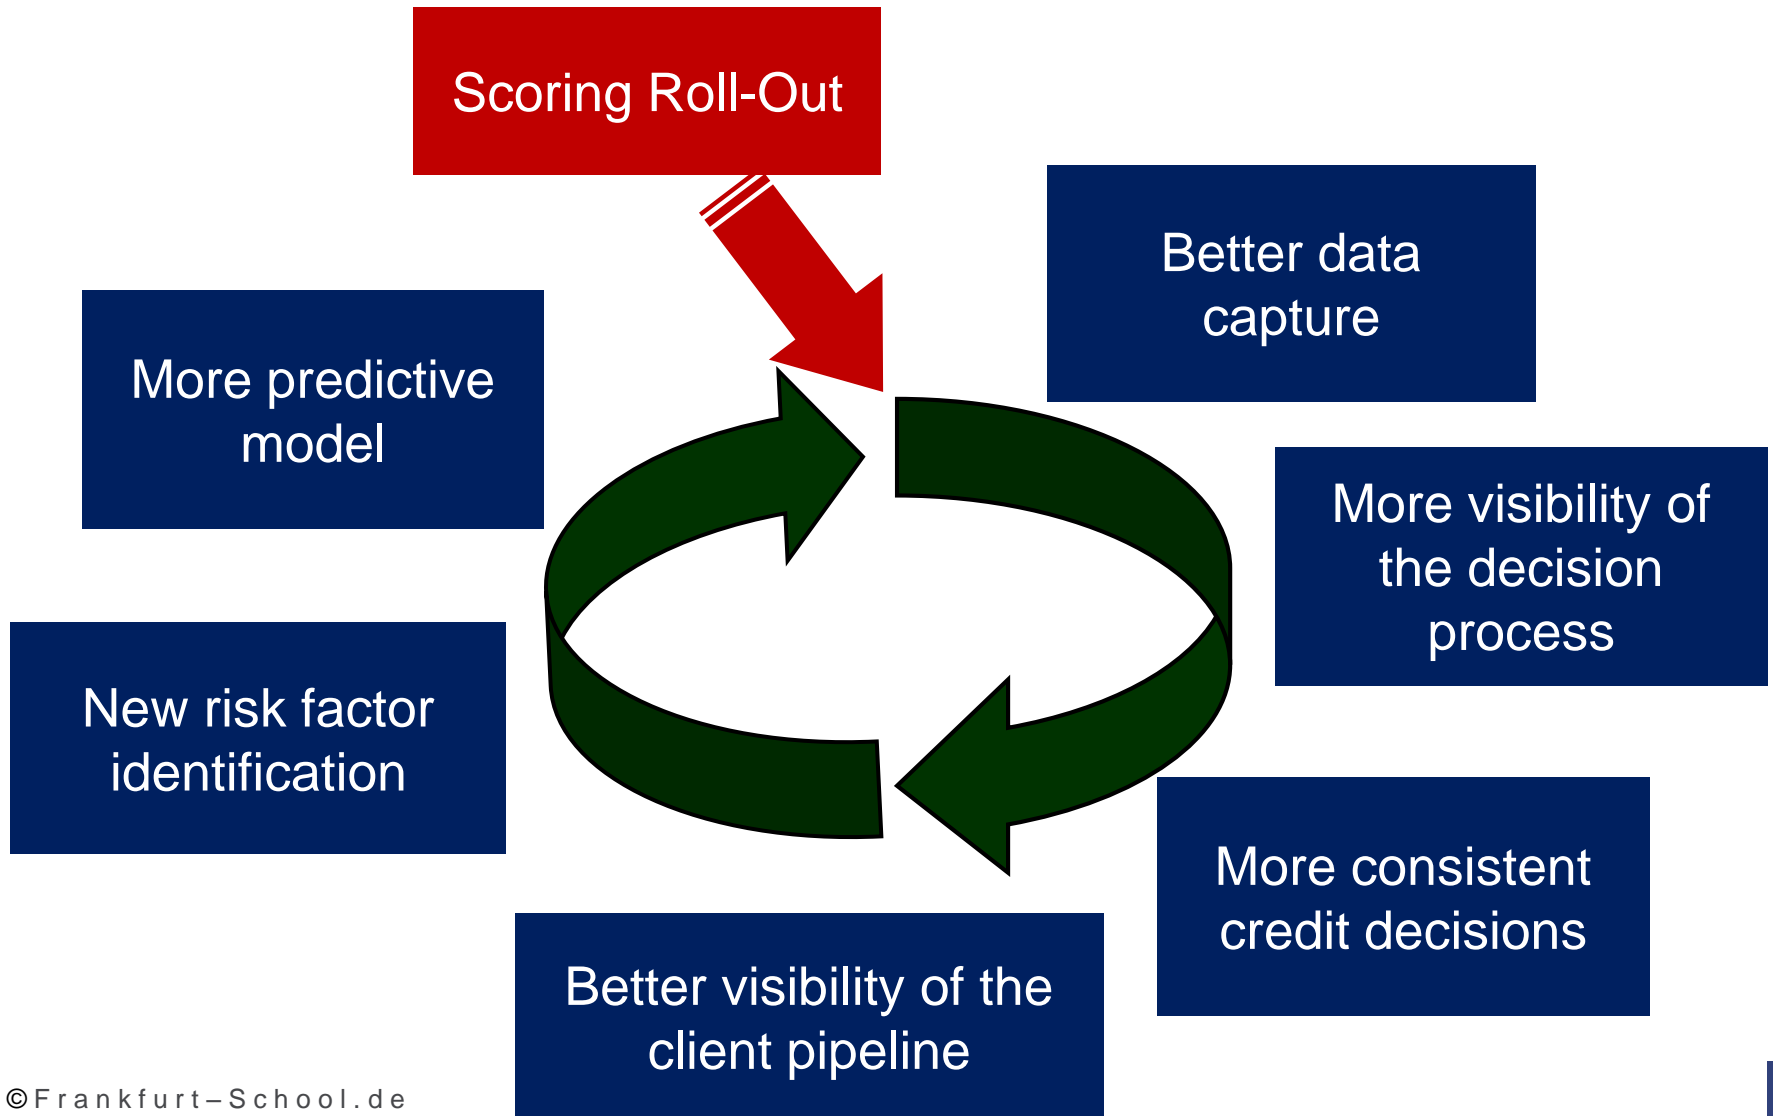 Scoring Roll-Out
Better data
capture
More visibility of
the decision
process
More consistent
credit decisions
Better visibility of the
client pipeline
New risk factor
identification
More predictive
model
©Frankfurt–School.de